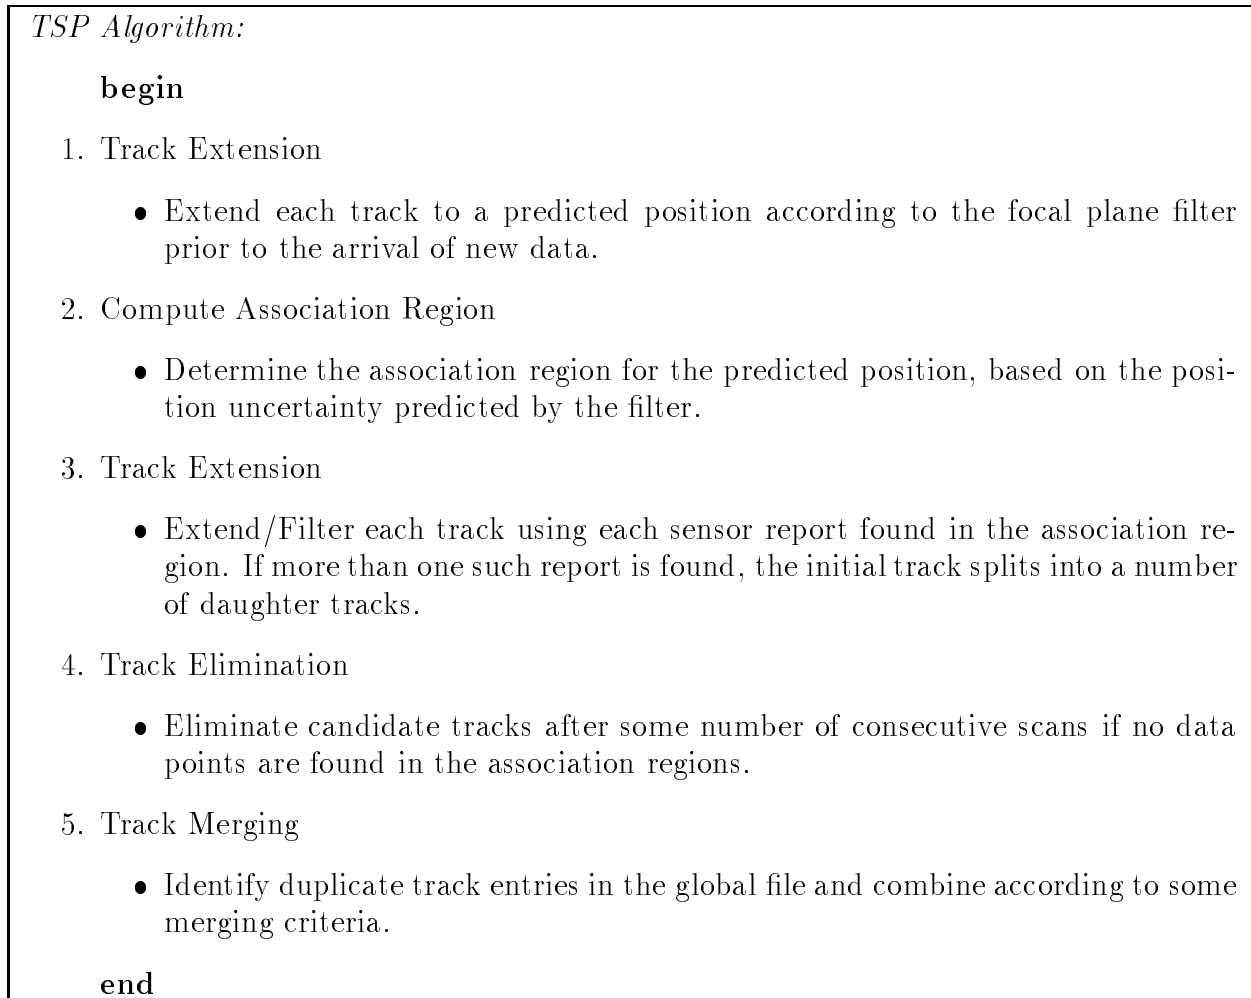 TSP Algorithm:
begin
1. Track Extension
• Extend each track to a predicted position according to the focal plane filter
prior to the arrival of new data.
2. Compute Association Region
• Determine the association region for the predicted position, based on the posi-
tion uncertainty predicted by the filter.
3. Track Extension
• Extend/Filter each track using each sensor report found in the association re-
gion. If more than one such report is found, the initial track splits into a number
of daughter tracks.
4. Track Elimination
• Eliminate candidate tracks after some number of consecutive scans if no data
points are found in the association regions.
5. Track Merging
• Identify duplicate track entries in the global file and combine according to some
merging criteria.
end